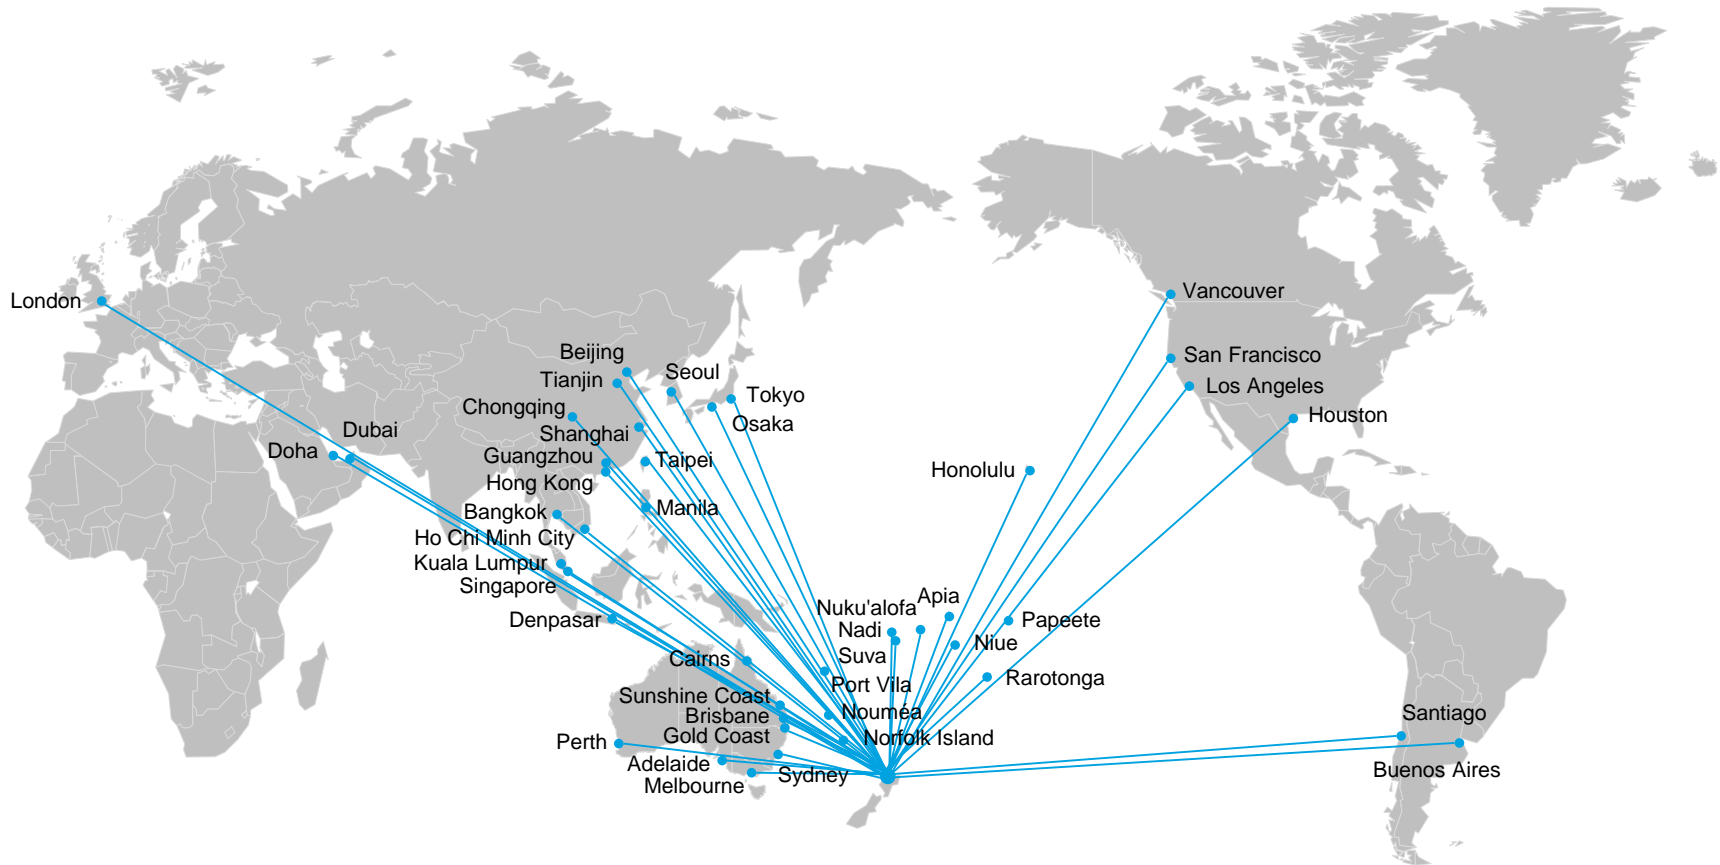 London
Vancouver
Beijing
San Francisco
Seoul
Tianjin
Los Angeles
Tokyo
Chongqing
Houston
Osaka
Dubai
Shanghai
Doha
Guangzhou
Taipei
Honolulu
Hong Kong
Manila
Bangkok
Ho Chi Minh City
Kuala Lumpur
Singapore
Apia
Nuku'alofa
Denpasar
Papeete
Nadi
Niue
Suva
Cairns
Rarotonga
Port Vila
Sunshine Coast
Nouméa
Santiago
Brisbane
Gold Coast
Norfolk Island
Perth
Adelaide
Buenos Aires
Sydney
Melbourne